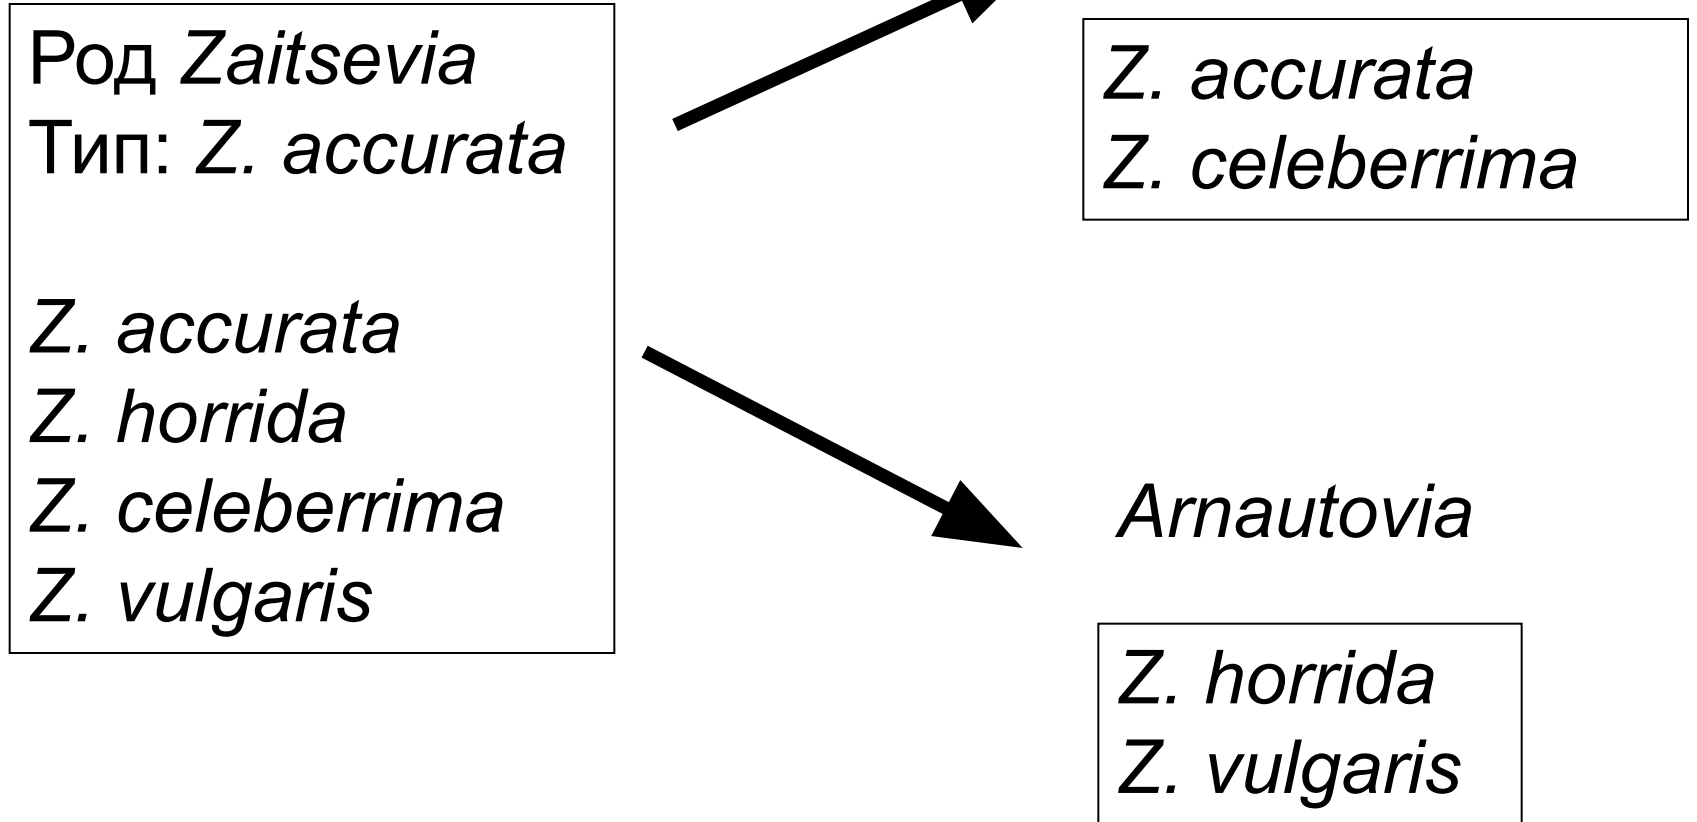 Род Zaitsevia
Тип: Z. accurata
Z. accurata
Z. horrida
Z. celeberrima
Z. vulgaris
Z. accurata
Z. celeberrima
Arnautovia
Z. horrida
Z. vulgaris